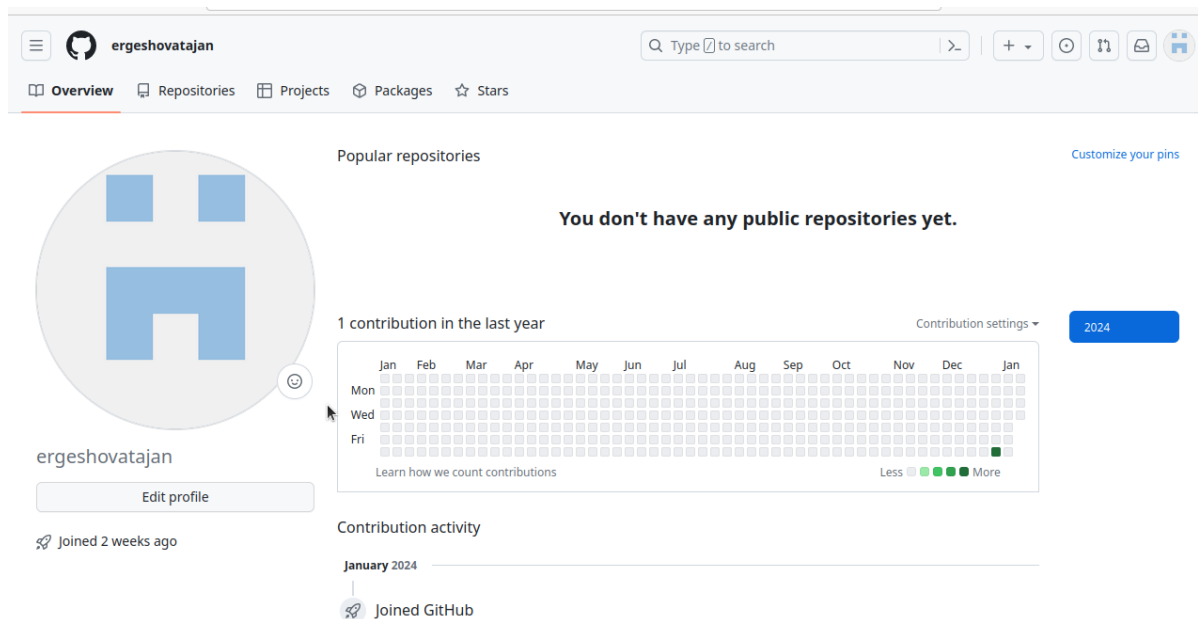 ergeshovatajan
Type / to search
Overview Repositories Projects Packages Stars
Popular repositories
Customize your pins
You don't have any public repositories yet.
1 contribution in the last year
Contribution settings
2024
Jan Feb Mar Apr May Jun Jul Aug Sep Oct Nov Dec Jan
Mon
Wed
Fri
Learn how we count contributions
Less More
ergeshovatajan
Edit profile
Joined 2 weeks ago
Contribution activity
January 2024
Joined GitHub